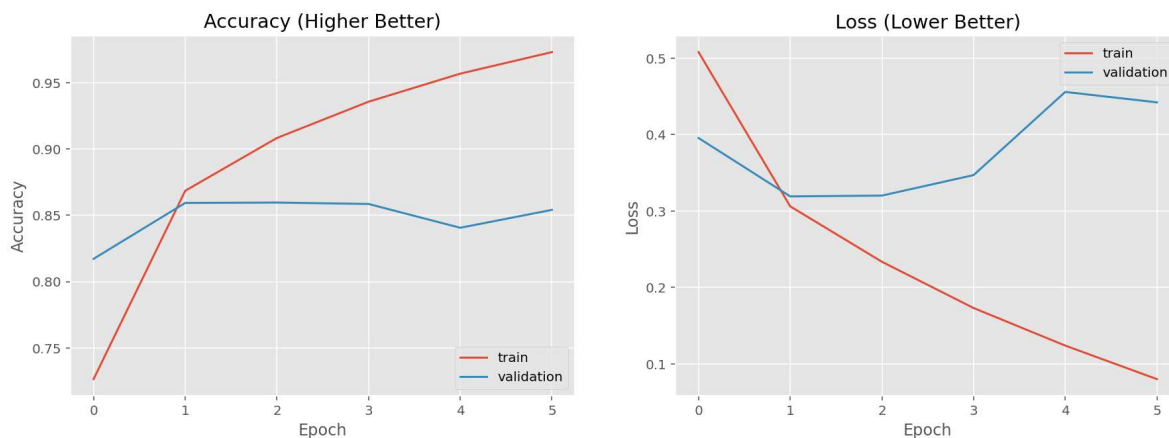 Accuracy (Higher Better)
0.95
0.90
0.85
0.80
0.75
Accuracy
train
validation
0 1 2 3 4 5
Epoch
Loss (Lower Better)
train
validation
0.5
0.4
0.3
0.2
0.1
Loss
0 1 2 3 4 5
Epoch